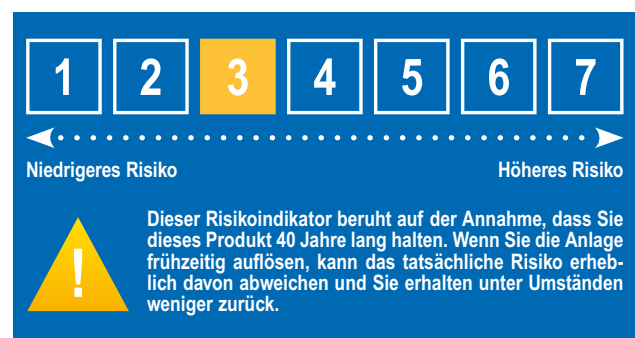 1 2 3 4 5 6 7
Niedrigeres Risiko Höheres Risiko
Dieser Risikoindikator beruht auf der Annahme, dass Sie
dieses Produkt 40 Jahre lang halten. Wenn Sie die Anlage
frühzeitig auflösen, kann das tatsächliche Risiko erheb-
lich davon abweichen und Sie erhalten unter Umständen
weniger zurück.
!